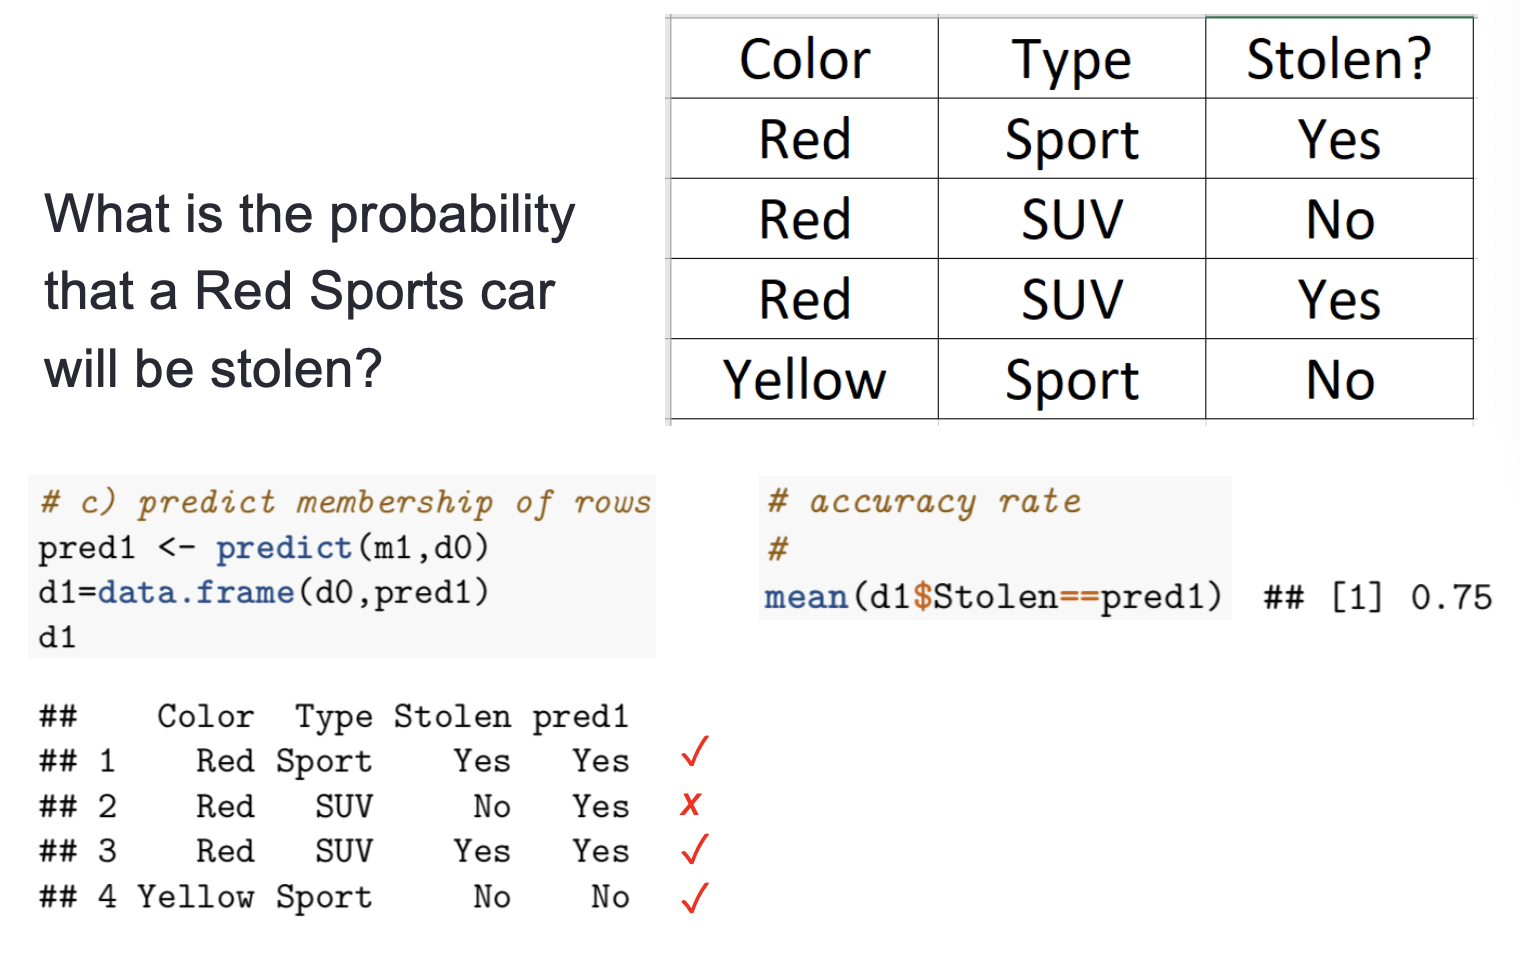 What is the probability
that a Red Sports car
will be stolen?
Color Type Stolen?
Red Sport Yes
Red SUV No
Red SUV Yes
Yellow Sport No
# c) predict membership of rows
pred1 <- predict(m1,d0)
d1=data.frame(d0,pred1)
d1
## Color Type Stolen pred1
## 1 Red Sport Yes Yes ✓
## 2 Red SUV No Yes x
## 3 Red SUV Yes Yes ✓
## 4 Yellow Sport No No ✓
# accuracy rate
#
mean(d1$Stolen==pred1) ## [1] 0.75